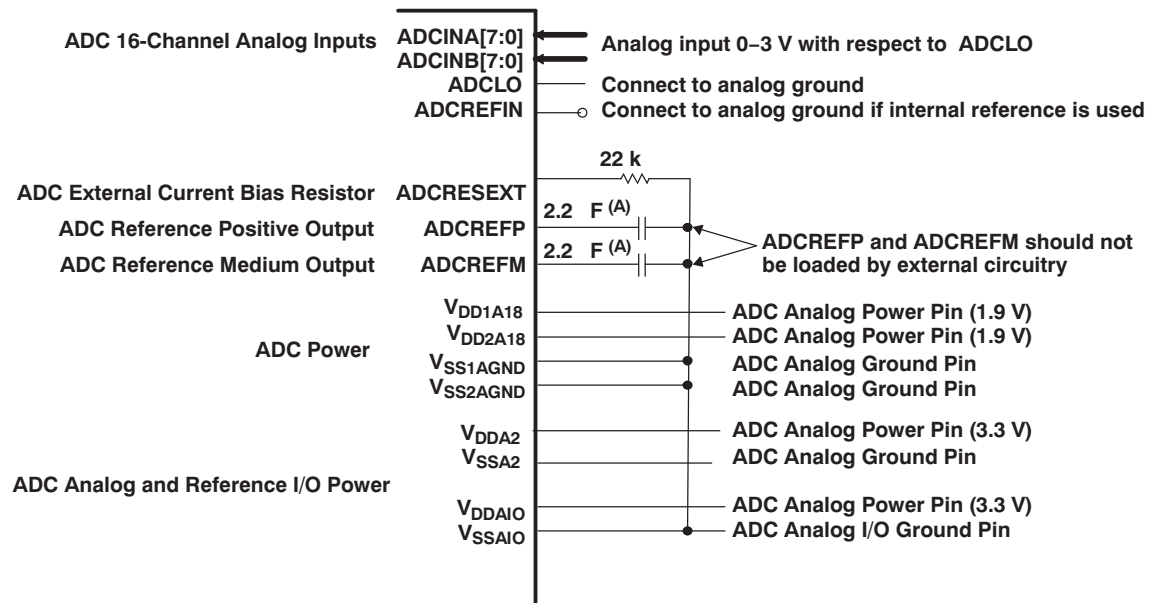 ADC 16-Channel Analog Inputs ADCINA[7:0] Analog input 0–3 V with respect to ADCLO
ADCINB[7:0]
ADCLO Connect to analog ground
ADCREFIN Connect to analog ground if internal reference is used
22 k
ADC External Current Bias Resistor ADCRESEXT
ADC Reference Positive Output ADCREFP 2.2 F (A)
ADC Reference Medium Output ADCREFM 2.2 F (A)
ADCREFP and ADCREFM should not
be loaded by external circuitry
VDD1A18 ADC Analog Power Pin (1.9 V)
VDD2A18 ADC Analog Power Pin (1.9 V)
ADC Power
VSS1AGND ADC Analog Ground Pin
VSS2AGND ADC Analog Ground Pin
VDDA2 ADC Analog Power Pin (3.3 V)
VSSA2 ADC Analog Ground Pin
ADC Analog and Reference I/O Power
VDDAIO ADC Analog Power Pin (3.3 V)
VSSAIO ADC Analog I/O Ground Pin